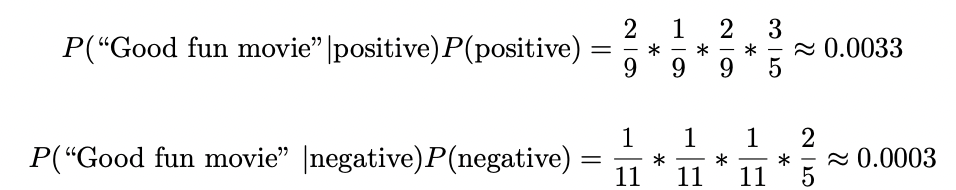 P(“Good fun movie”|positive)P(positive) = 2/9 * 1/9 * 2/9 * 3/5 ≈ 0.0033
P(“Good fun movie” |negative)P(negative) = 1/11 * 1/11 * 1/11 * 2/5 ≈ 0.0003